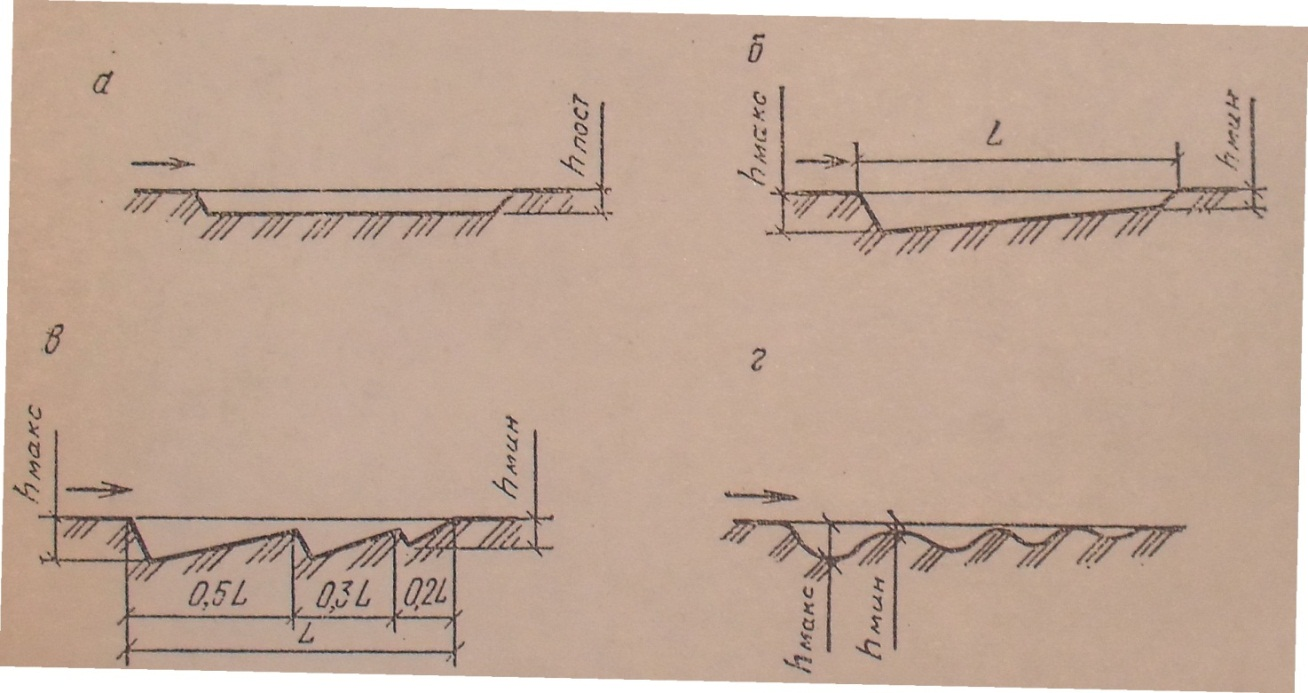 а
hпост
б
hмакс
L
hмин
в
hмакс
hмин
0,5L
0,3L
0,2L
L
г
hмакс
hмин